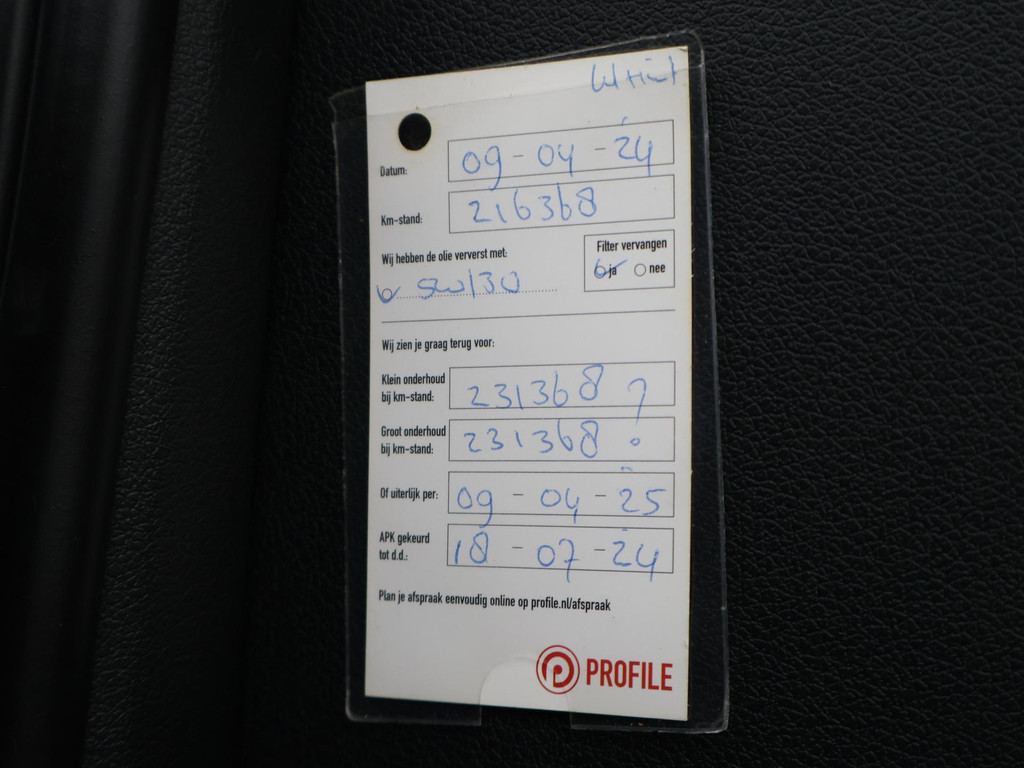 Datum: 09-04-24
Km-stand: 216368
Wij hebben de olie ververst met:
5w/30
Filter vervangen
ja nee
Wij zien je graag terug voor:
Klein onderhoud
bij km-stand: 231368 ?
Groot onderhoud
bij km-stand: 231368
Of uiterlijk per: 09-04-25
APK gekeurd
tot d.d.: 18-07-24
Plan je afspraak eenvoudig online op profile.nl/afspraak
PROFILE